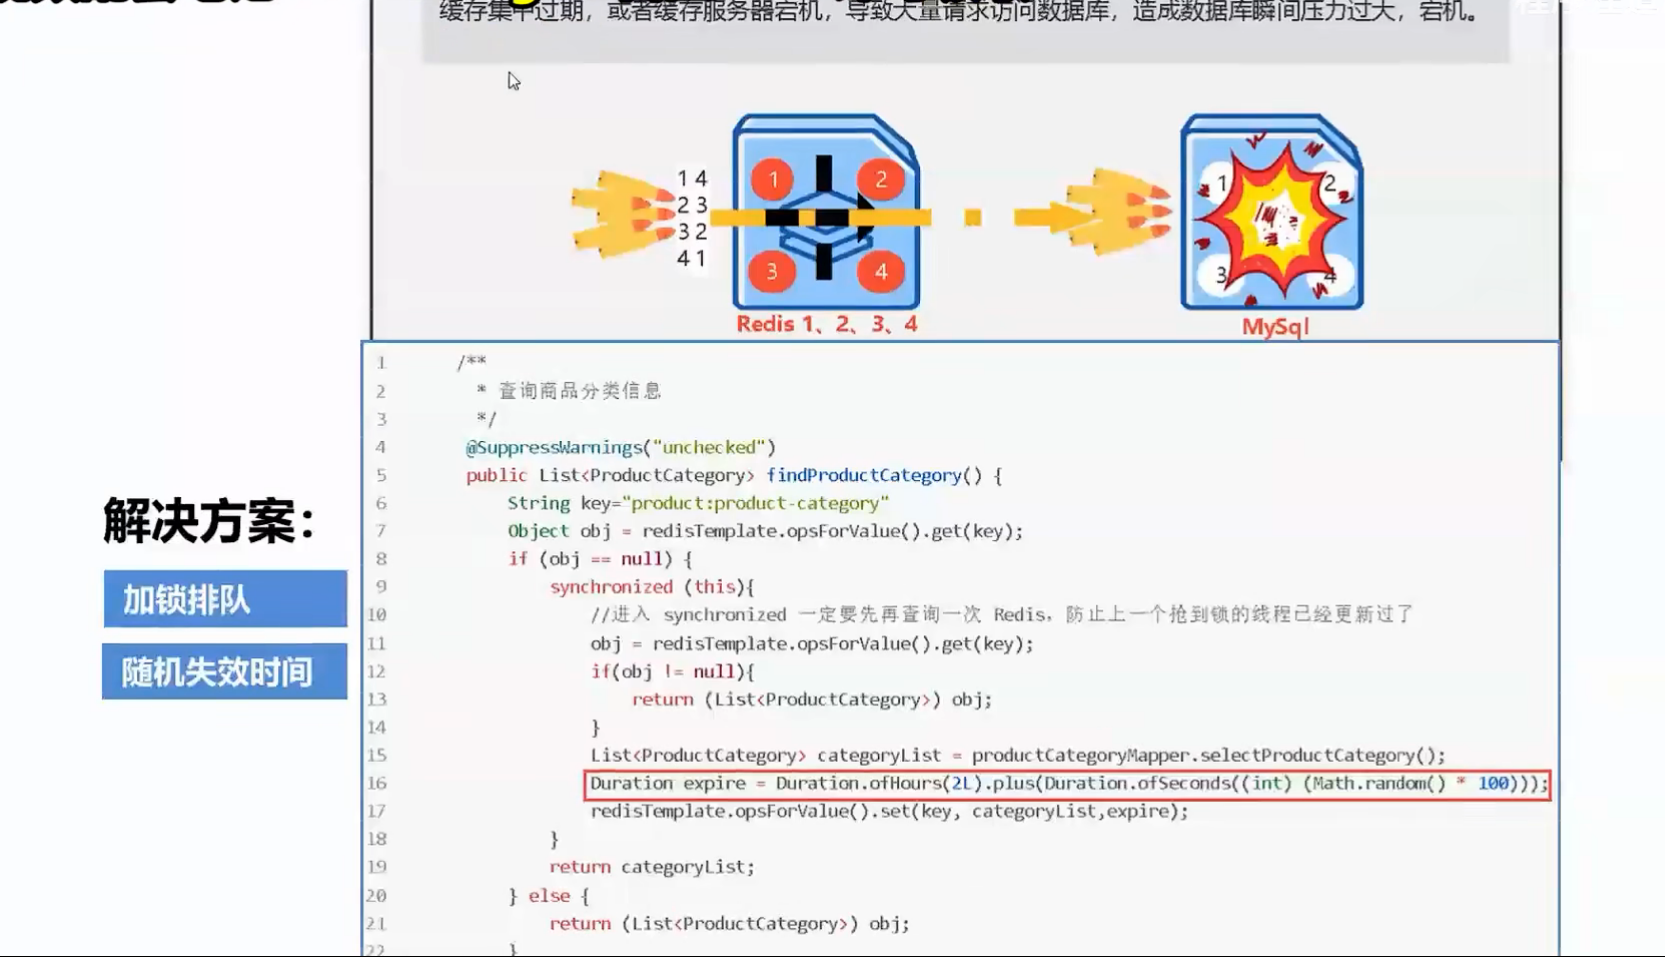 缓存集中过期，或者缓存服务器宕机，导致大量请求访问数据库，造成数据库瞬间压力过大，宕机。
1 4
2 3
3 2
4 1
1
2
3
4
Redis 1、2、3、4
1
2
3
4
MySql
解决方案：
加锁排队
随机失效时间
1 /**
2 * 查询商品分类信息
3 */
4 @SuppressWarnings("unchecked")
5 public List<ProductCategory> findProductCategory() {
6 String key="product:product-category"
7 Object obj = redisTemplate.opsForValue().get(key);
8 if (obj == null) {
9 synchronized (this){
10 //进入 synchronized 一定要先再查询一次 Redis，防止上一个抢到锁的线程已经更新过了
11 obj = redisTemplate.opsForValue().get(key);
12 if(obj != null){
13 return (List<ProductCategory>) obj;
14 }
15 List<ProductCategory> categoryList = productCategoryMapper.selectProductCategory();
16 Duration expire = Duration.ofHours(2L).plus(Duration.ofSeconds((int) (Math.random() * 100)));
17 redisTemplate.opsForValue().set(key, categoryList,expire);
18 }
19 return categoryList;
20 } else {
21 return (List<ProductCategory>) obj;
22 }